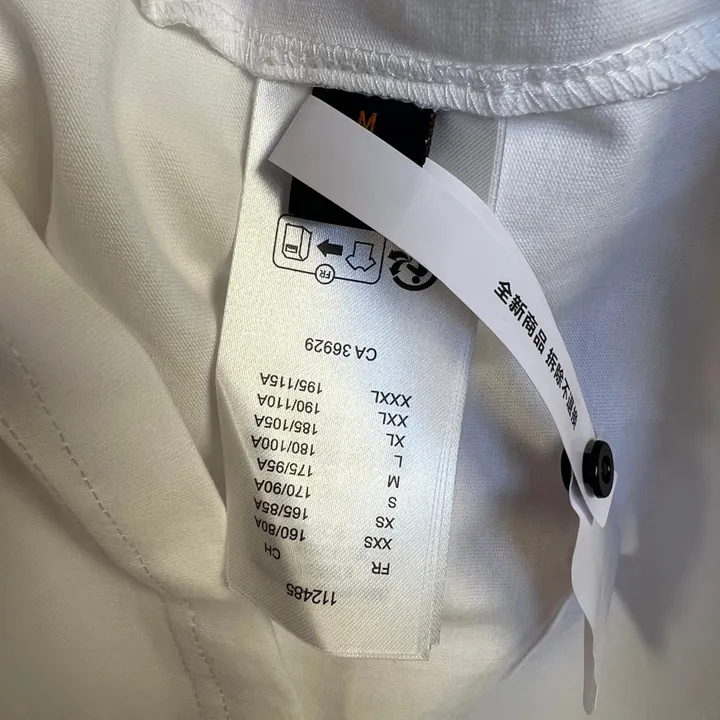 M
全新商品 拆除不退換
112485
FR CH
XXS 160/80A
XS 165/85A
S 170/90A
M 175/95A
L 180/100A
XL 185/105A
XXL 190/110A
XXXL 195/115A
CA 36929
FR